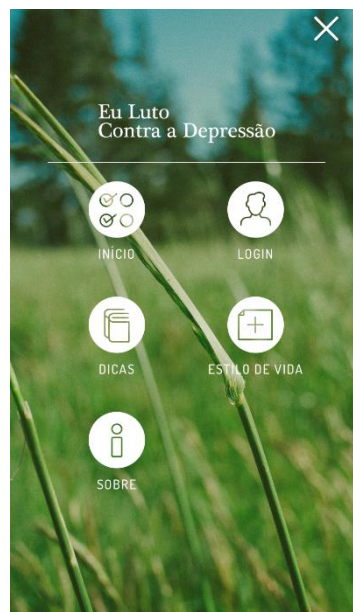 Eu Luto
Contra a Depressão
INÍCIO
LOGIN
DICAS
ESTILO DE VIDA
SOBRE